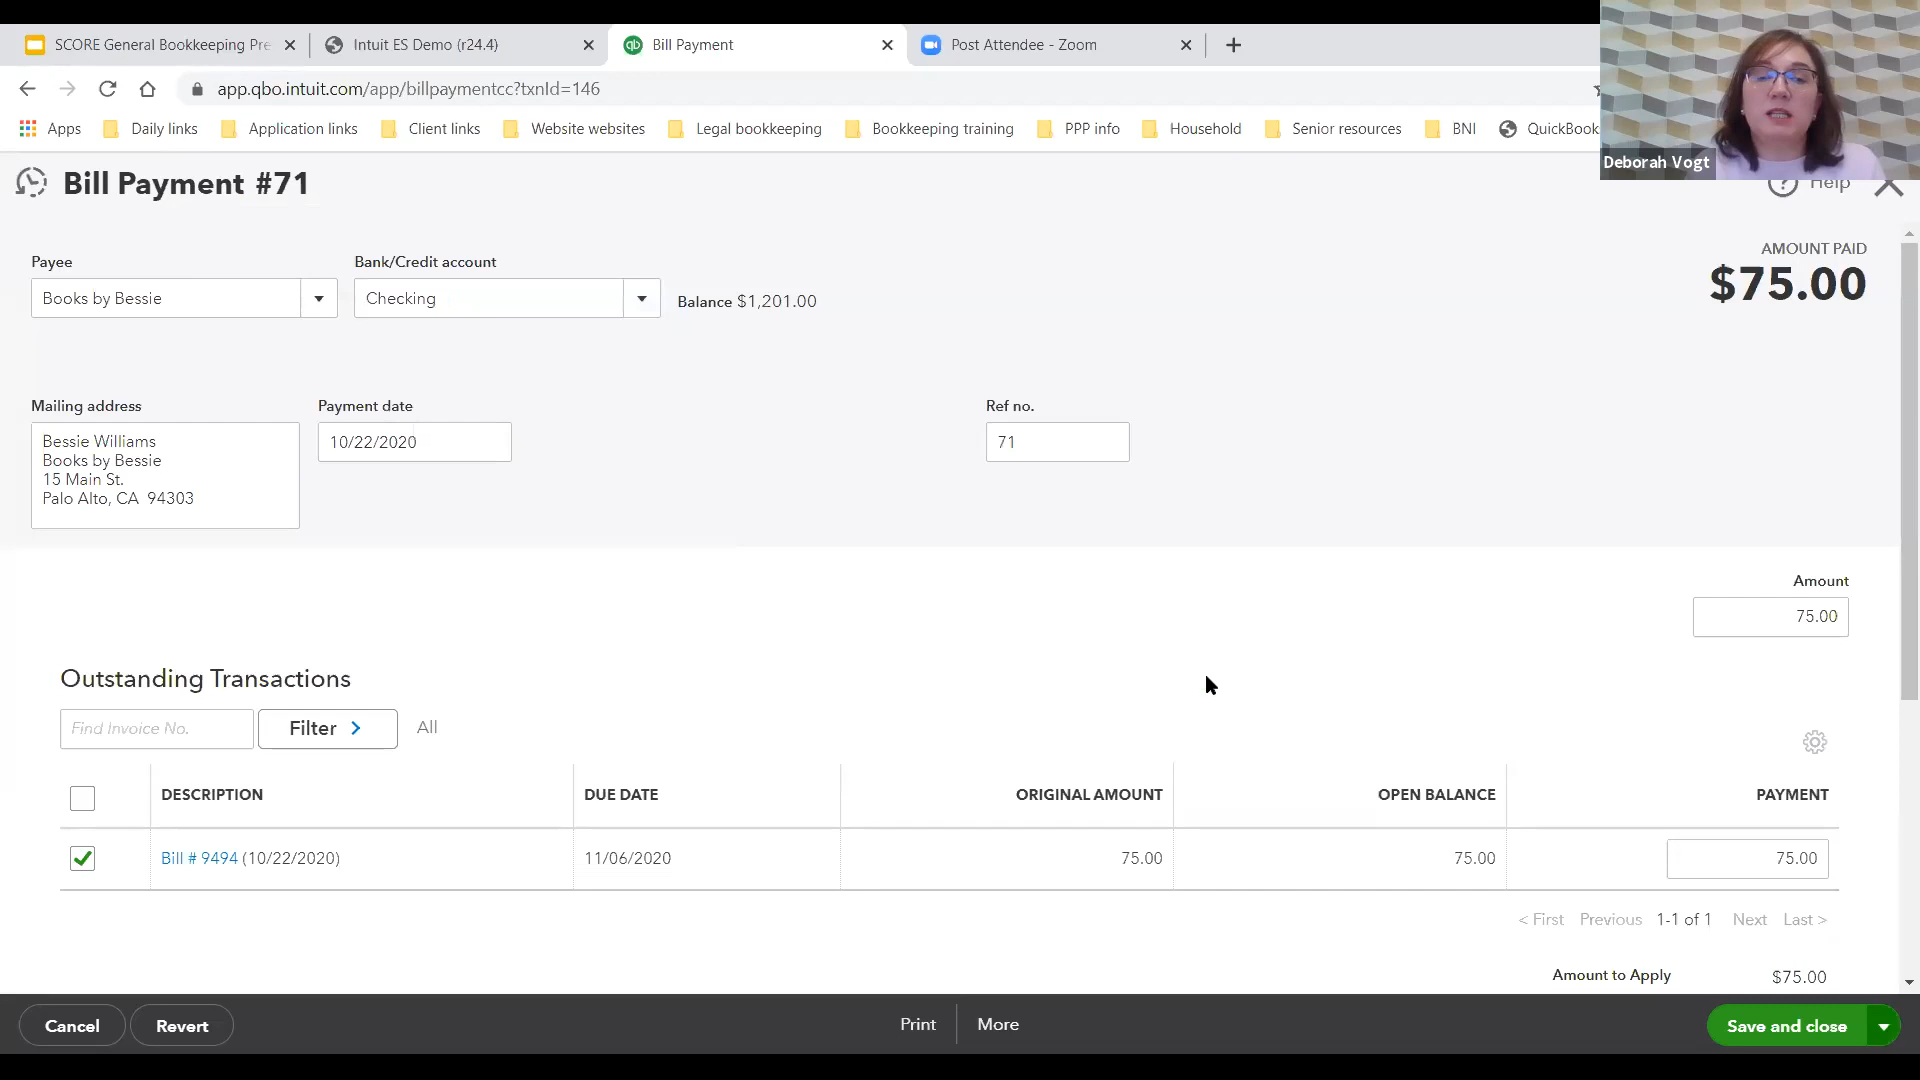 SCORE General Bookkeeping Pre
Intuit ES Demo (r24.4)
Bill Payment
Post Attendee - Zoom
app.qbo.intuit.com/app/billpaymentcc?txnId=146
Apps
Daily links
Application links
Client links
Website websites
Legal bookkeeping
Bookkeeping training
PPP info
Household
Senior resources
BNI
QuickBook
Deborah Vogt
Bill Payment #71
Help
Payee
Bank/Credit account
AMOUNT PAID
$75.00
Books by Bessie
Checking
Balance $1,201.00
Mailing address
Payment date
Ref no.
Bessie Williams
Books by Bessie
15 Main St.
Palo Alto, CA 94303
10/22/2020
71
Amount
75.00
Outstanding Transactions
Find Invoice No.
Filter >
All
DESCRIPTION
DUE DATE
ORIGINAL AMOUNT
OPEN BALANCE
PAYMENT
Bill # 9494 (10/22/2020)
11/06/2020
75.00
75.00
75.00
< First Previous 1-1 of 1 Next Last >
Amount to Apply $75.00
Cancel
Revert
Print
More
Save and close